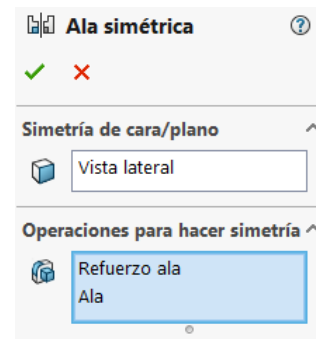 Ala simétrica
Simetría de cara/plano
Vista lateral
Operaciones para hacer simetría
Refuerzo ala
Ala